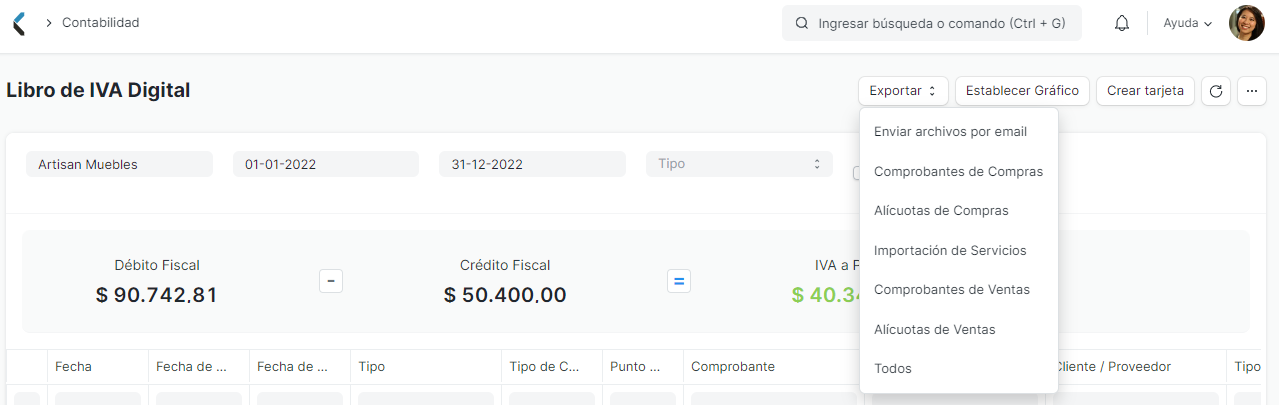 Contabilidad
Ingresar búsqueda o comando (Ctrl + G)
Ayuda
Libro de IVA Digital
Exportar
Establecer Gráfico
Crear tarjeta
...
Enviar archivos por email
Comprobantes de Compras
Alícuotas de Compras
Importación de Servicios
Comprobantes de Ventas
Alícuotas de Ventas
Todos
Artisan Muebles
01-01-2022
31-12-2022
Tipo
Débito Fiscal
$ 90.742,81
-
Crédito Fiscal
$ 50.400,00
=
IVA a
$ 40.34
Fecha
Fecha de ...
Fecha de ...
Tipo
Tipo de C...
Punto ...
Comprobante
Cliente / Proveedor
Tipo